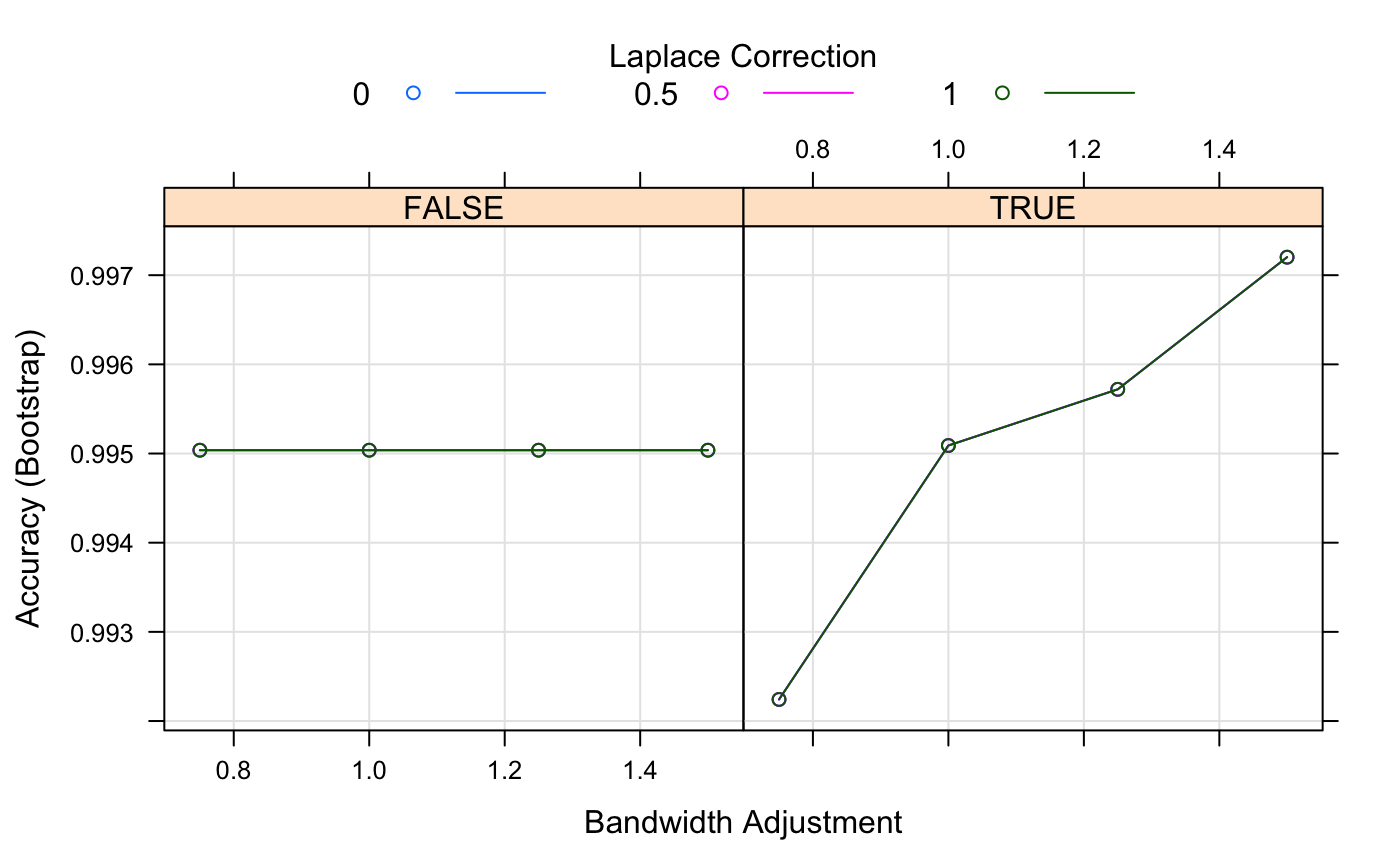 Laplace Correction
0 0.5 1
0.8 1.0 1.2 1.4
FALSE TRUE
0.997
0.996
0.995
0.994
0.993
Accuracy (Bootstrap)
0.8 1.0 1.2 1.4
Bandwidth Adjustment